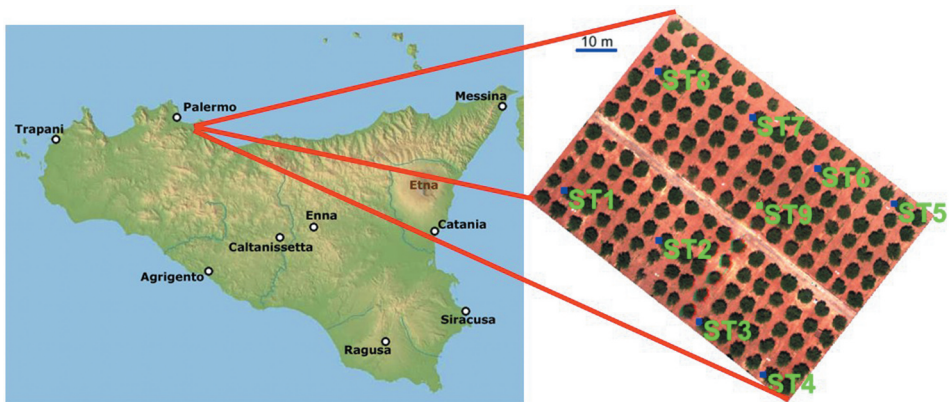 Palermo
Messina
Trapani
Etna
Enna
Catania
Caltanissetta
Agrigento
Siracusa
Ragusa
10 m
ST8
ST7
ST6
ST1
ST9
ST5
ST2
ST3
ST4